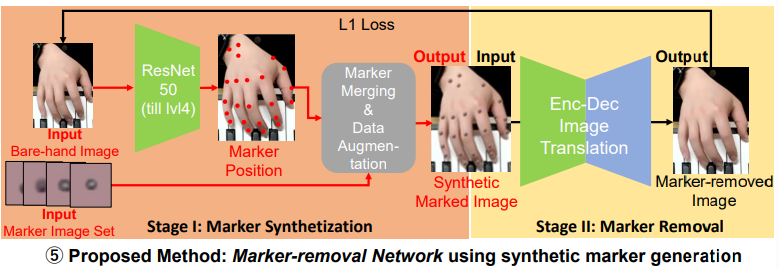 L1 Loss
Input
Bare-hand Image
ResNet
50
(till lvl4)
Marker
Position
Input
Marker Image Set
Marker
Merging
&
Data
Augmen-
tation
Output
Synthetic
Marked Image
Stage I: Marker Synthetization
Input
Enc-Dec
Image
Translation
Output
Marker-removed
Image
Stage II: Marker Removal
⑤ Proposed Method: Marker-removal Network using synthetic marker generation